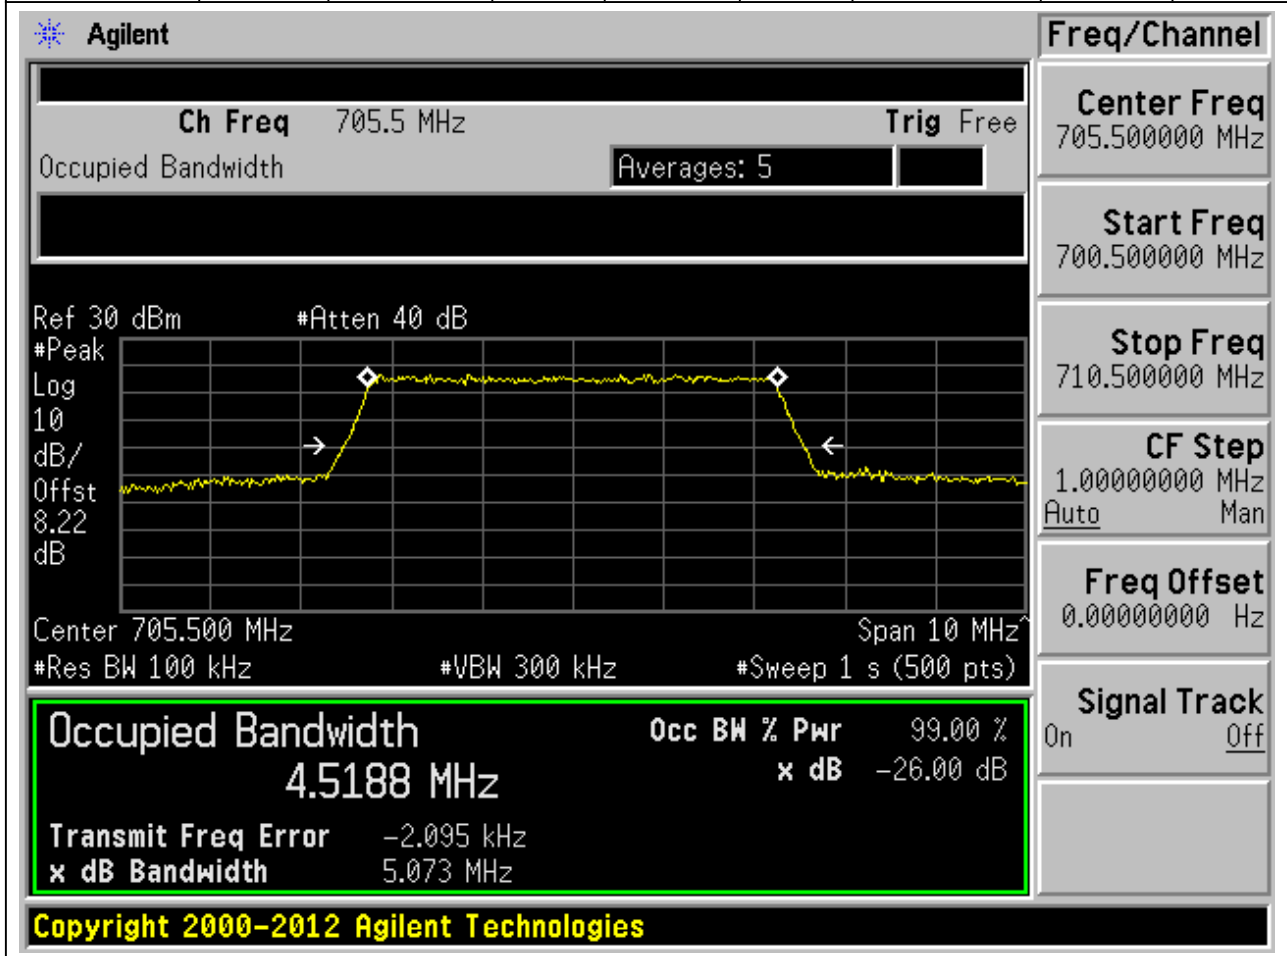 Agilent
Freq/Channel
Ch Freq 705.5 MHz Trig Free
Occupied Bandwidth Averages: 5
Ref 30 dBm #Atten 40 dB
#Peak
Log
10
dB/
Offst
8.22
dB
Center 705.500 MHz Span 10 MHz^
#Res BW 100 kHz #VBW 300 kHz #Sweep 1 s (500 pts)
Occupied Bandwidth Occ BW % Pwr 99.00 %
4.5188 MHz x dB -26.00 dB
Transmit Freq Error -2.095 kHz
x dB Bandwidth 5.073 MHz
Copyright 2000-2012 Agilent Technologies
Center Freq
705.500000 MHz
Start Freq
700.500000 MHz
Stop Freq
710.500000 MHz
CF Step
1.00000000 MHz
Auto Man
Freq Offset
0.00000000 Hz
Signal Track
On Off